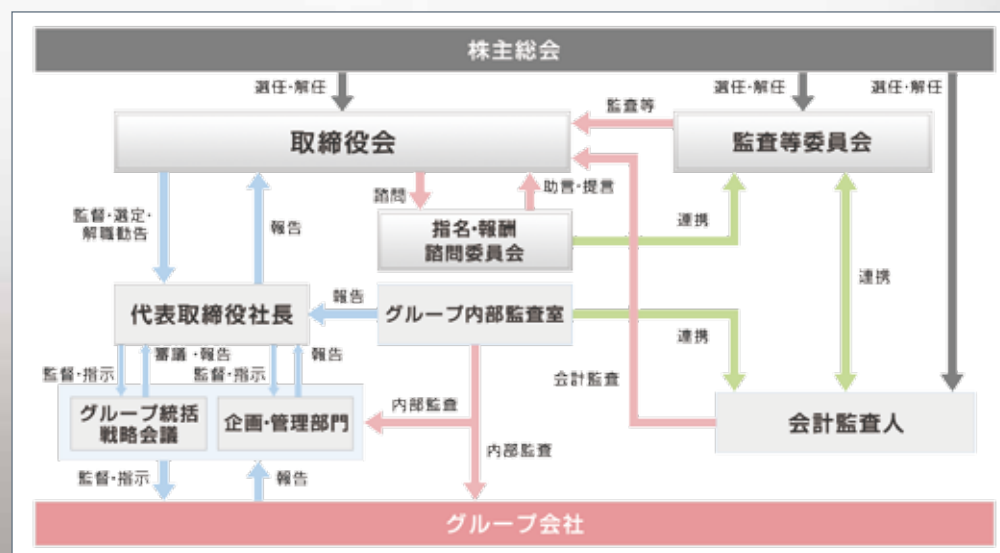 株主総会
選任・解任
選任・解任
選任・解任
監査等
取締役会
監査等委員会
諮問
助言・提言
監督・選定・
解職勧告
報告
指名・報酬
諮問委員会
連携
連携
報告
代表取締役社長
グループ内部監査室
審議・報告
報告
連携
監督・指示
監督・指示
会計監査
グループ統括
戦略会議
企画・管理部門
内部監査
会計監査人
内部監査
監督・指示
報告
グループ会社